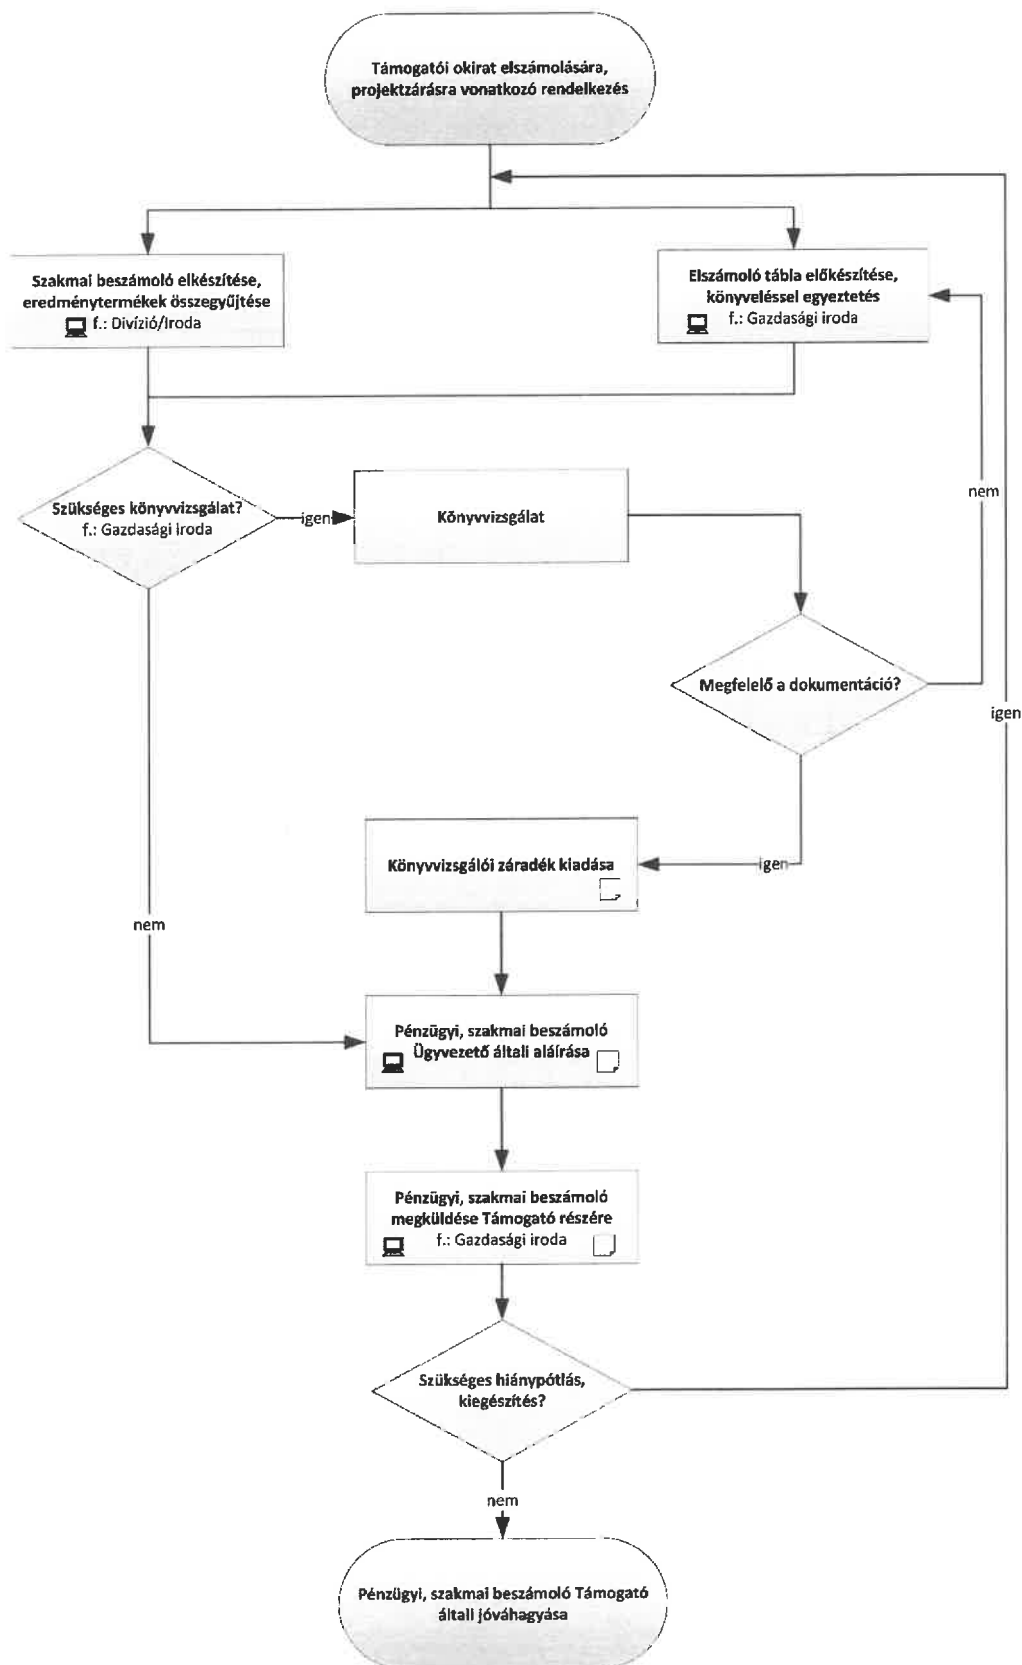 Támogatói okirat elszámolására,
projektzárásra vonatkozó rendelkezés
Szakmai beszámoló elkészítése,
eredménytermékek összegyűjtése
f.: Divízió/Iroda
Elszámoló tábla előkészítése,
könyveléssel egyeztetés
f.: Gazdasági iroda
Szükséges könyvvizsgálat?
f.: Gazdasági iroda
igen
Könyvvizsgálat
nem
Megfelelő a dokumentáció?
igen
Könyvvizsgálói záradék kiadása
igen
nem
Pénzügyi, szakmai beszámoló
Ügyvezető általi aláírása
Pénzügyi, szakmai beszámoló
megküldése Támogató részére
f.: Gazdasági iroda
Szükséges hiánypótlás,
kiegészítés?
nem
Pénzügyi, szakmai beszámoló Támogató
általi jóváhagyása